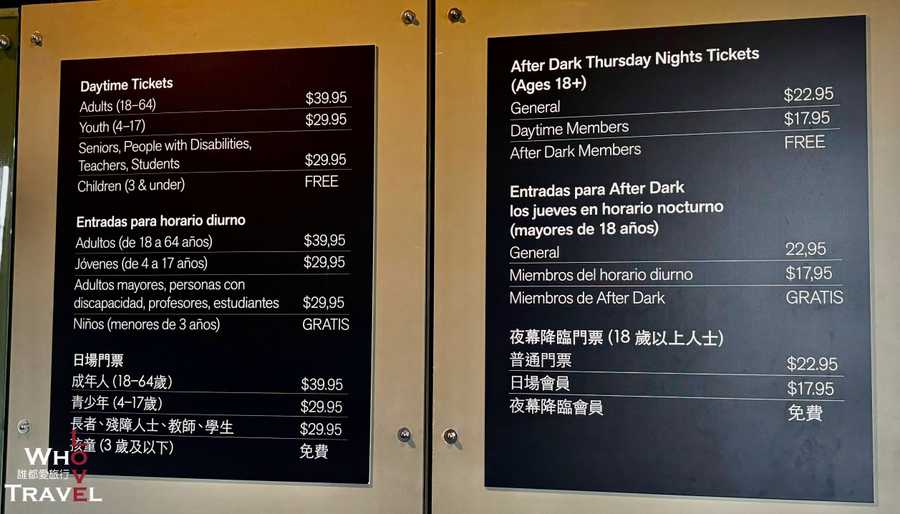 Daytime Tickets
Adults (18–64) $39.95
Youth (4–17) $29.95
Seniors, People with Disabilities,
Teachers, Students $29.95
Children (3 & under) FREE
Entradas para horario diurno
Adultos (de 18 a 64 años) $39,95
Jóvenes (de 4 a 17 años) $29,95
Adultos mayores, personas con
discapacidad, profesores, estudiantes $29,95
Niños (menores de 3 años) GRATIS
日場門票
成年人 (18–64歲) $39.95
青少年 (4–17歲) $29.95
長者、殘障人士、教師、學生 $29.95
孩童 (3 歲及以下) 免費
After Dark Thursday Nights Tickets
(Ages 18+)
General $22.95
Daytime Members $17.95
After Dark Members FREE
Entradas para After Dark
los jueves en horario nocturno
(mayores de 18 años)
General 22,95
Miembros del horario diurno $17,95
Miembros de After Dark GRATIS
夜幕降臨門票 (18 歲以上人士)
普通門票 $22.95
日場會員 $17.95
夜幕降臨會員 免費
WHO LOVE
誰都愛旅行
TRAVEL